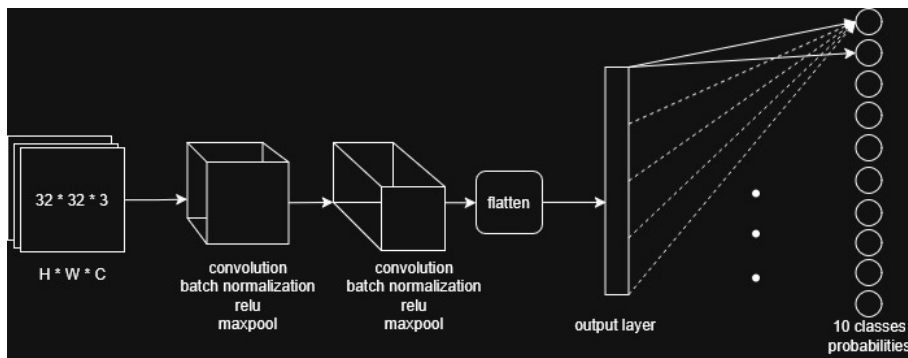 32 * 32 * 3
H * W * C
convolution
batch normalization
relu
maxpool
convolution
batch normalization
relu
maxpool
flatten
output layer
10 classes
probabilities